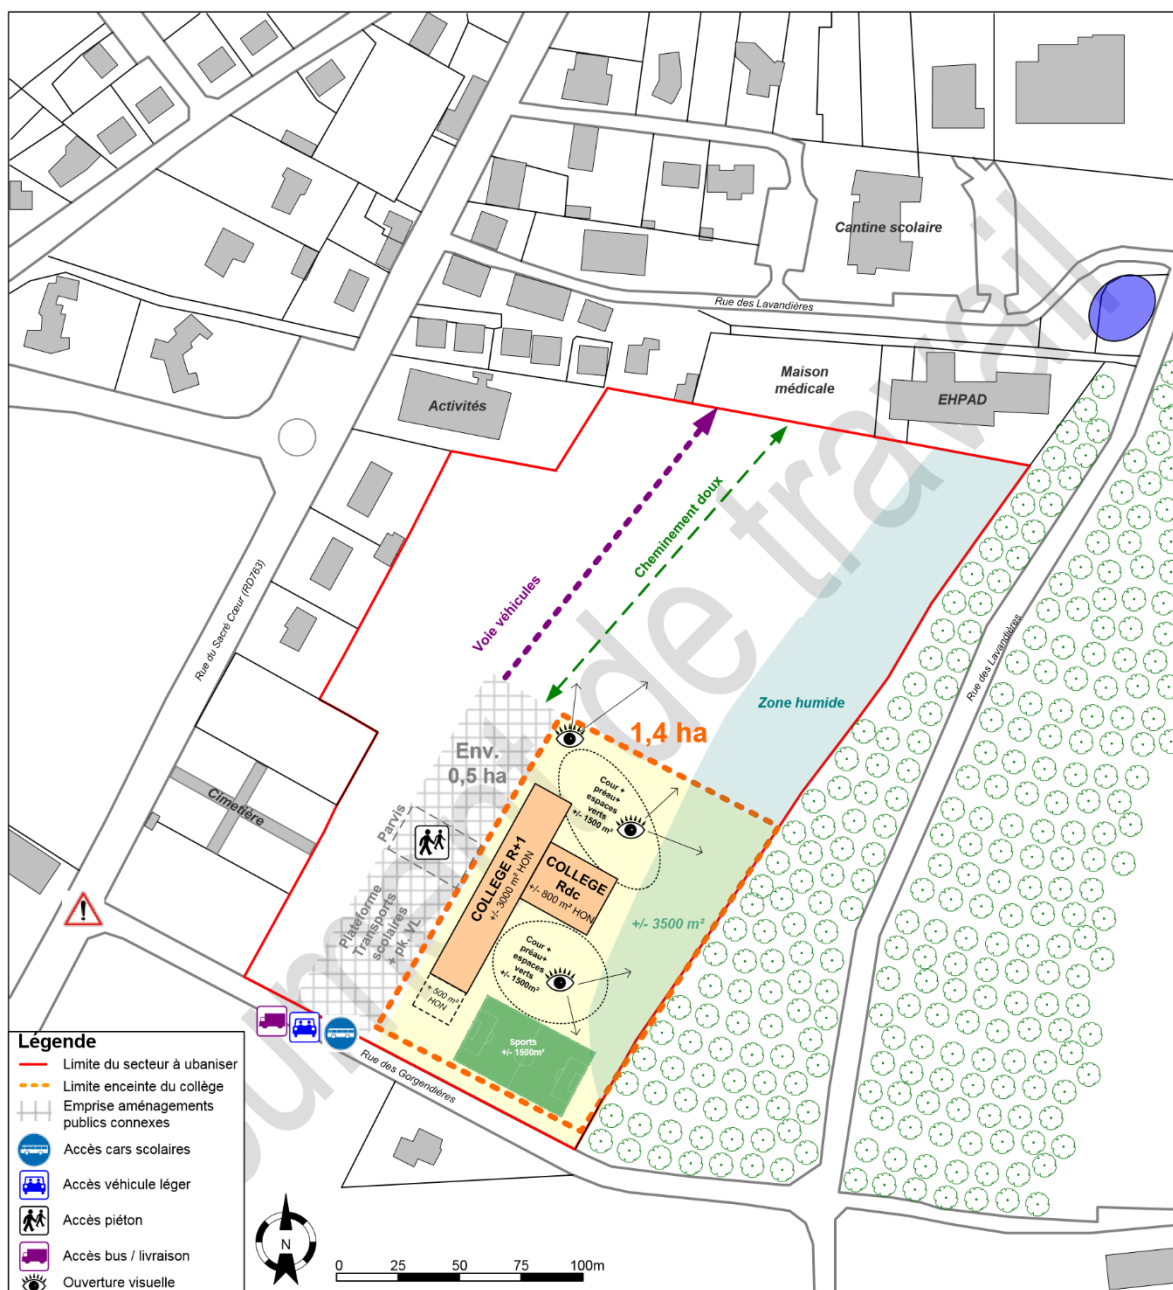 Cantine scolaire
Rue des Lavandières
Maison
médicale
EHPAD
Activités
Cheminement doux
Voie véhicules
Rue du Sacré Cœur (RD763)
Rue des Lavandières
Zone humide
1,4 ha
Env.
0,5 ha
Cour +
préau+
espaces
verts
+/- 1500 m²
Cimetière
Parvis
COLLEGE R+1
+/- 3000 m² HON
COLLEGE
Rdc
+/- 800 m² HON
+/- 3500 m²
Plateforme
Transports
scolaires
+ pk. VL
Cour +
préau+
espaces
verts
+/- 1500m²
+ 500 m²
HON
Sports
+/- 1500m²
Rue des Gorgendières
Légende
Limite du secteur à ubaniser
Limite enceinte du collège
Emprise aménagements
publics connexes
Accès cars scolaires
Accès véhicule léger
Accès piéton
Accès bus / livraison
Ouverture visuelle
N
0 25 50 75 100m
Document de travail